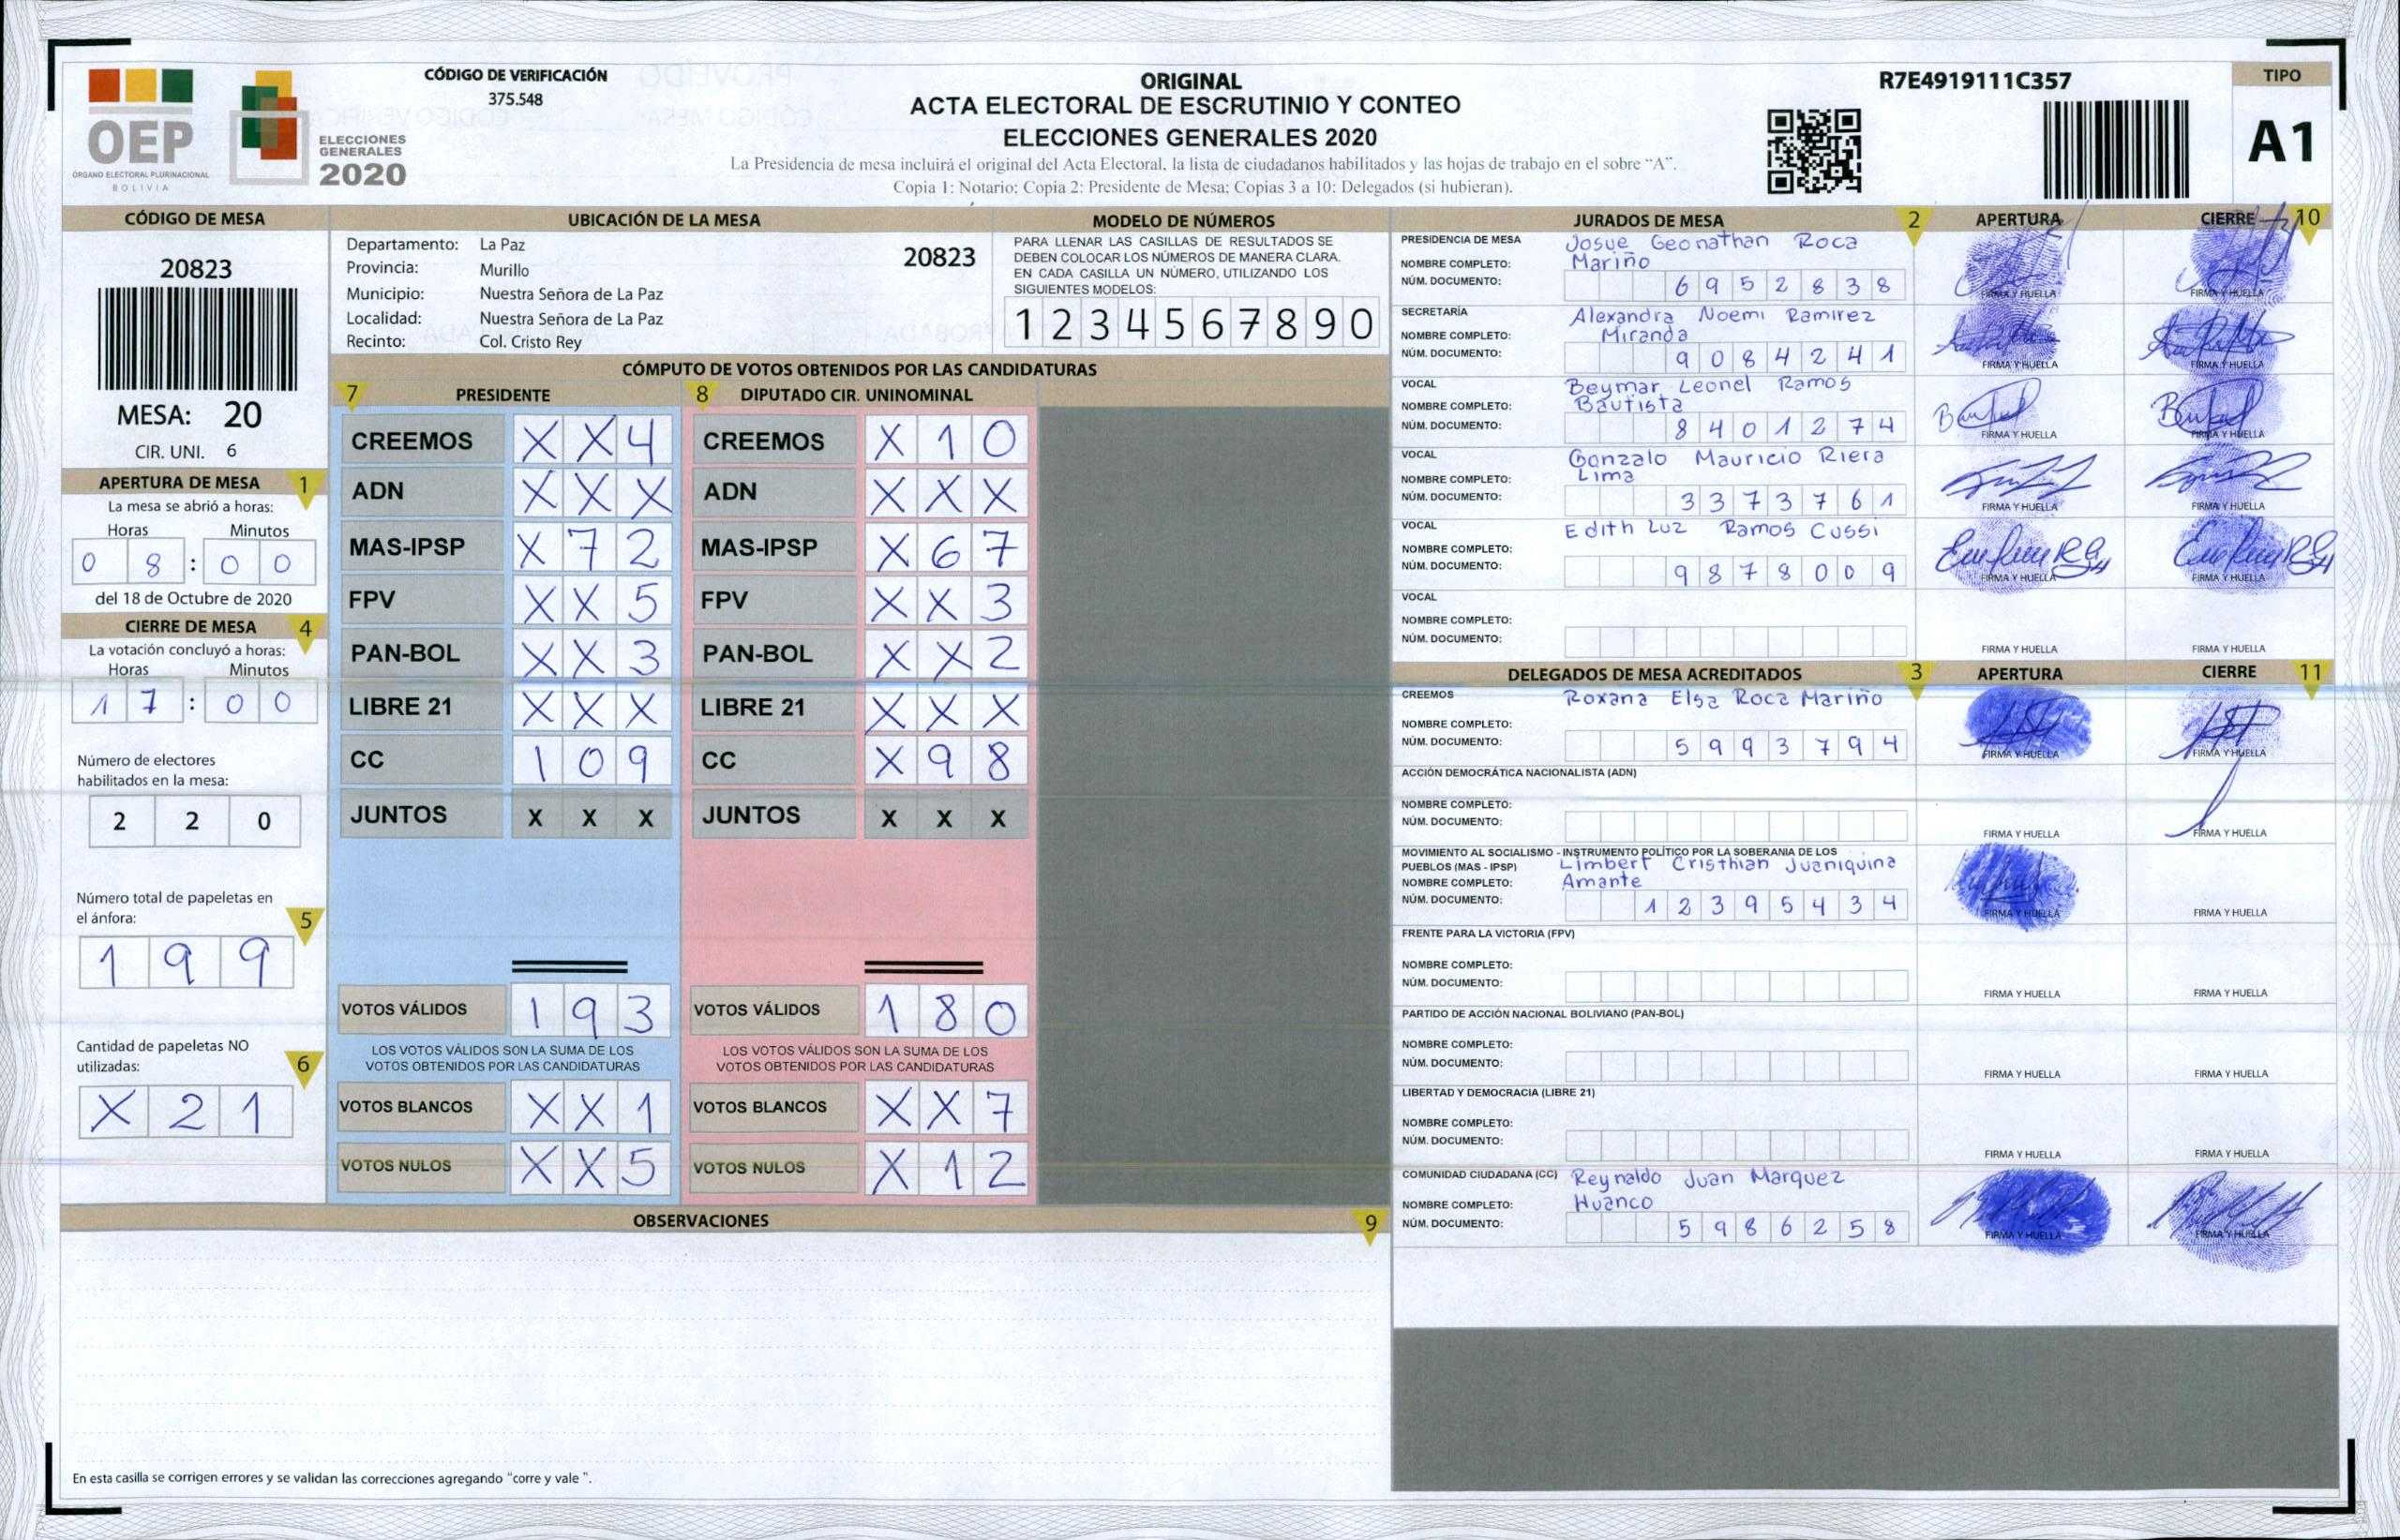 CÓDIGO DE VERIFICACIÓN
375.548
OEP
ÓRGANO ELECTORAL PLURINACIONAL
BOLIVIA
ELECCIONES
GENERALES
2020
ORIGINAL
ACTA ELECTORAL DE ESCRUTINIO Y CONTEO
ELECCIONES GENERALES 2020
La Presidencia de mesa incluirá el original del Acta Electoral, la lista de ciudadanos habilitados y las hojas de trabajo en el sobre "A".
Copia 1: Notario; Copia 2: Presidente de Mesa; Copias 3 a 10: Delegados (si hubieran).
R7E4919111C357
TIPO
A1
CÓDIGO DE MESA
20823
MESA: 20
CIR. UNI. 6
UBICACIÓN DE LA MESA
Departamento: La Paz
20823
Provincia: Murillo
Municipio: Nuestra Señora de La Paz
Localidad: Nuestra Señora de La Paz
Recinto: Col. Cristo Rey
MODELO DE NÚMEROS
PARA LLENAR LAS CASILLAS DE RESULTADOS SE
DEBEN COLOCAR LOS NÚMEROS DE MANERA CLARA.
EN CADA CASILLA UN NÚMERO, UTILIZANDO LOS
SIGUIENTES MODELOS:
1 2 3 4 5 6 7 8 9 0
APERTURA DE MESA 1
La mesa se abrió a horas:
Horas Minutos
0 8 : 0 0
del 18 de Octubre de 2020
CIERRE DE MESA 4
La votación concluyó a horas:
Horas Minutos
1 7 : 0 0
Número de electores
habilitados en la mesa:
2 2 0
Número total de papeletas en
el ánfora: 5
1 9 9
Cantidad de papeletas NO
utilizadas: 6
X 2 1
CÓMPUTO DE VOTOS OBTENIDOS POR LAS CANDIDATURAS
7 PRESIDENTE
CREEMOS X X 4
ADN X X X
MAS-IPSP X 7 2
FPV X X 5
PAN-BOL X X 3
LIBRE 21 X X X
CC 1 0 9
JUNTOS X X X
VOTOS VÁLIDOS 1 9 3
LOS VOTOS VÁLIDOS SON LA SUMA DE LOS
VOTOS OBTENIDOS POR LAS CANDIDATURAS
VOTOS BLANCOS X X 1
VOTOS NULOS X X 5
8 DIPUTADO CIR. UNINOMINAL
CREEMOS X 1 0
ADN X X X
MAS-IPSP X 6 7
FPV X X 3
PAN-BOL X X 2
LIBRE 21 X X X
CC X 9 8
JUNTOS X X X
VOTOS VÁLIDOS 1 8 0
LOS VOTOS VÁLIDOS SON LA SUMA DE LOS
VOTOS OBTENIDOS POR LAS CANDIDATURAS
VOTOS BLANCOS X X 7
VOTOS NULOS X 1 2
OBSERVACIONES 9
En esta casilla se corrigen errores y se validan las correcciones agregando "corre y vale ".
JURADOS DE MESA 2 APERTURA CIERRE 10
PRESIDENCIA DE MESA Josue Geonathan Roca
NOMBRE COMPLETO: Mariño
NÚM. DOCUMENTO: 6 9 5 2 8 3 8
FIRMA Y HUELLA FIRMA Y HUELLA
SECRETARÍA Alexandra Noemi Ramirez
NOMBRE COMPLETO: Miranda
NÚM. DOCUMENTO: 9 0 8 4 2 4 1
FIRMA Y HUELLA FIRMA Y HUELLA
VOCAL Beymar Leonel Ramos
NOMBRE COMPLETO: Bautista
NÚM. DOCUMENTO: 8 4 0 1 2 7 4
FIRMA Y HUELLA FIRMA Y HUELLA
VOCAL Gonzalo Mauricio Riera
NOMBRE COMPLETO: Lima
NÚM. DOCUMENTO: 3 3 7 3 7 6 1
FIRMA Y HUELLA FIRMA Y HUELLA
VOCAL Edith Luz Ramos Cussi
NOMBRE COMPLETO:
NÚM. DOCUMENTO: 9 8 7 8 0 0 9
FIRMA Y HUELLA FIRMA Y HUELLA
VOCAL
NOMBRE COMPLETO:
NÚM. DOCUMENTO:
FIRMA Y HUELLA FIRMA Y HUELLA
DELEGADOS DE MESA ACREDITADOS 3 APERTURA CIERRE 11
CREEMOS Roxana Elsa Roca Mariño
NOMBRE COMPLETO:
NÚM. DOCUMENTO: 5 9 9 3 7 9 4
FIRMA Y HUELLA FIRMA Y HUELLA
ACCIÓN DEMOCRÁTICA NACIONALISTA (ADN)
NOMBRE COMPLETO:
NÚM. DOCUMENTO:
FIRMA Y HUELLA FIRMA Y HUELLA
MOVIMIENTO AL SOCIALISMO - INSTRUMENTO POLÍTICO POR LA SOBERANIA DE LOS
PUEBLOS (MAS - IPSP) Limbert Cristhian Juaniquina
NOMBRE COMPLETO: Amante
NÚM. DOCUMENTO: 1 2 3 9 5 4 3 4
FIRMA Y HUELLA FIRMA Y HUELLA
FRENTE PARA LA VICTORIA (FPV)
NOMBRE COMPLETO:
NÚM. DOCUMENTO:
FIRMA Y HUELLA FIRMA Y HUELLA
PARTIDO DE ACCIÓN NACIONAL BOLIVIANO (PAN-BOL)
NOMBRE COMPLETO:
NÚM. DOCUMENTO:
FIRMA Y HUELLA FIRMA Y HUELLA
LIBERTAD Y DEMOCRACIA (LIBRE 21)
NOMBRE COMPLETO:
NÚM. DOCUMENTO:
FIRMA Y HUELLA FIRMA Y HUELLA
COMUNIDAD CIUDADANA (CC) Reynaldo Juan Marquez
NOMBRE COMPLETO: Huanco
NÚM. DOCUMENTO: 5 9 8 6 2 5 8
FIRMA Y HUELLA FIRMA Y HUELLA